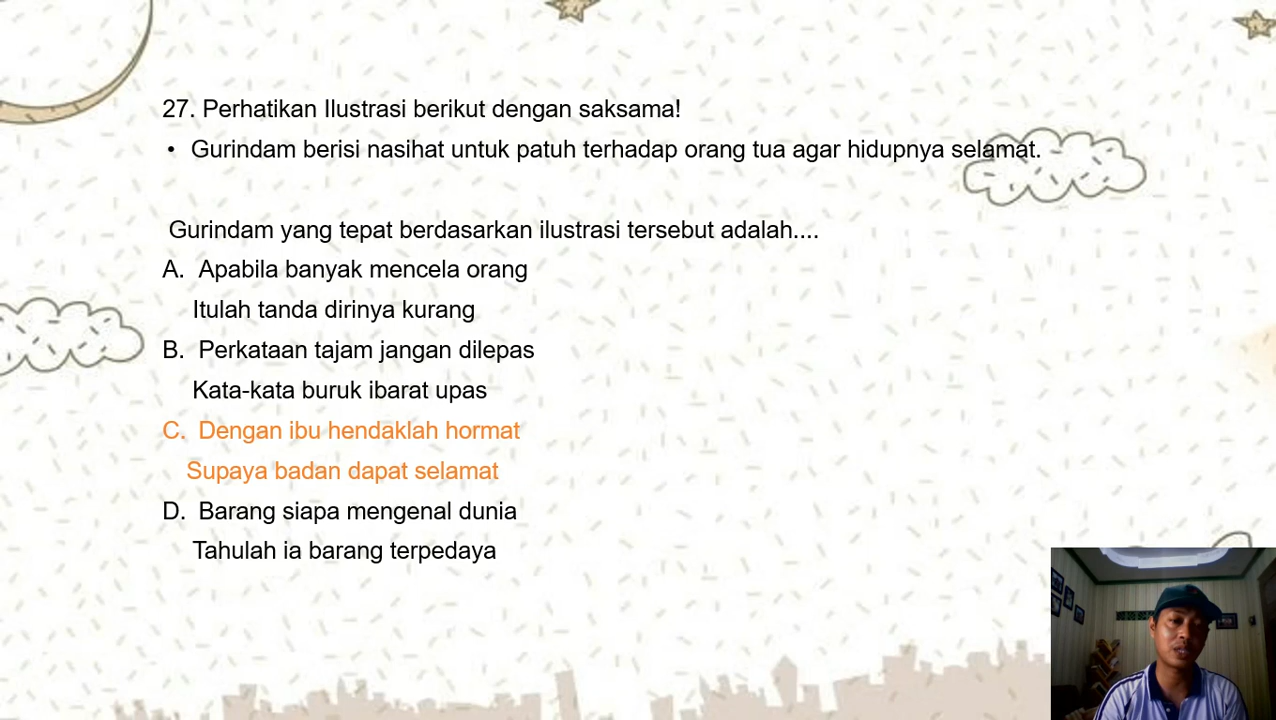 27. Perhatikan Ilustrasi berikut dengan saksama!
• Gurindam berisi nasihat untuk patuh terhadap orang tua agar hidupnya selamat.
Gurindam yang tepat berdasarkan ilustrasi tersebut adalah....
A. Apabila banyak mencela orang
Itulah tanda dirinya kurang
B. Perkataan tajam jangan dilepas
Kata-kata buruk ibarat upas
C. Dengan ibu hendaklah hormat
Supaya badan dapat selamat
D. Barang siapa mengenal dunia
Tahulah ia barang terpedaya